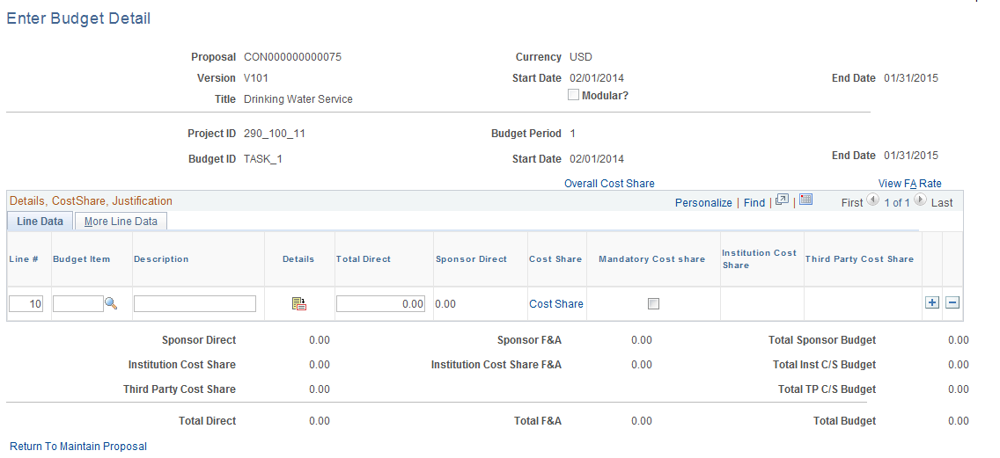 Enter Budget Detail
Proposal CON000000000075 Currency USD
Version V101 Start Date 02/01/2014 End Date 01/31/2015
Title Drinking Water Service Modular?
Project ID 290_100_11 Budget Period 1
Budget ID TASK_1 Start Date 02/01/2014 End Date 01/31/2015
Overall Cost Share View FA Rate
Details, CostShare, Justification Personalize | Find | | First 1 of 1 Last
Line Data More Line Data
Line # Budget Item Description Details Total Direct Sponsor Direct Cost Share Mandatory Cost share Institution Cost Share Third Party Cost Share
10 0.00 0.00 Cost Share
Sponsor Direct 0.00 Sponsor F&A 0.00 Total Sponsor Budget 0.00
Institution Cost Share 0.00 Institution Cost Share F&A 0.00 Total Inst C/S Budget 0.00
Third Party Cost Share 0.00 Total TP C/S Budget 0.00
Total Direct 0.00 Total F&A 0.00 Total Budget 0.00
Return To Maintain Proposal